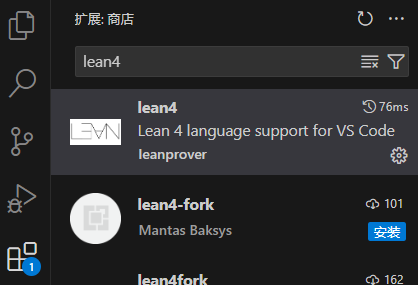 扩展: 商店
lean4
lean4
76ms
LEAN
Lean 4 language support for VS Code
leanprover
lean4-fork
101
Mantas Baksys
安装
lean4fork
162
1